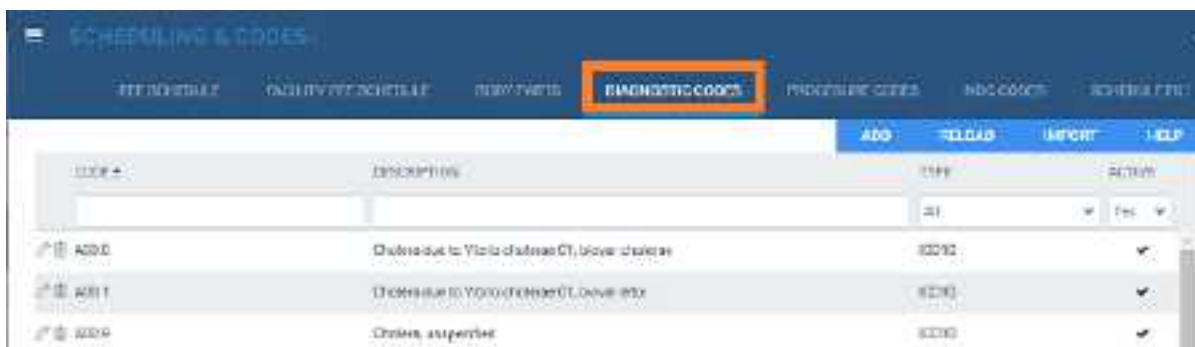 SCHEDULING & CODES
FEE SCHEDULE FACILITY FEE SCHEDULE BODY PARTS DIAGNOSTIC CODES PROCEDURE CODES NDC CODES
ADD RELOAD IMPORT HELP
CODE DESCRIPTION TYPE ACTIVE
All Yes
A00.0 Cholera due to Vibrio cholerae 01, biovar cholerae ICD10
A00.1 Cholera due to Vibrio cholerae 01, biovar eltor ICD10
A00.9 Cholera, unspecified ICD10